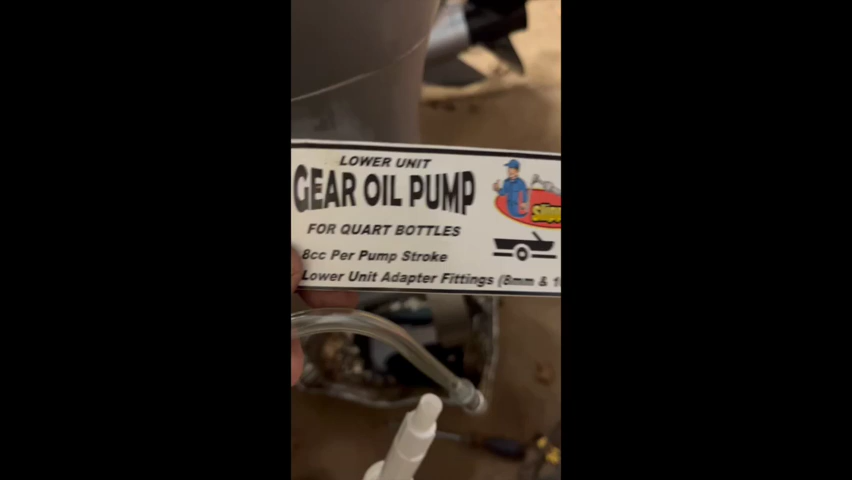 LOWER UNIT
GEAR OIL PUMP
FOR QUART BOTTLES
8cc Per Pump Stroke
Lower Unit Adapter Fittings (8mm &